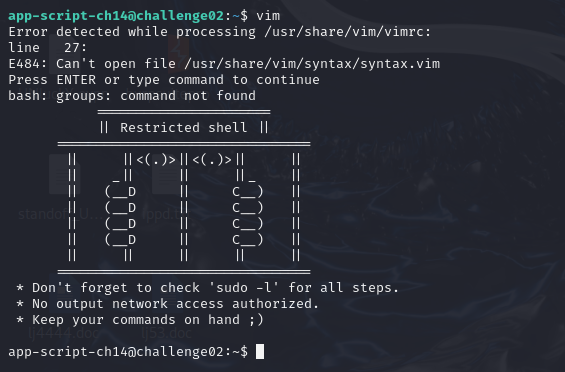 app-script-ch14@challenge02:~$ vim
Error detected while processing /usr/share/vim/vimrc:
line   27:
E484: Can't open file /usr/share/vim/syntax/syntax.vim
Press ENTER or type command to continue
bash: groups: command not found
|| Restricted shell ||
||      ||<(.)>||<(.)>||      ||
||     _||      ||      ||_     ||
||    (__D      ||      C__)    ||
||    (__D      ||      C__)    ||
||    (__D      ||      C__)    ||
||    (__D      ||      C__)    ||
||      ||      ||      ||      ||
* Don't forget to check 'sudo -l' for all steps.
* No output network access authorized.
* Keep your commands on hand ;)
app-script-ch14@challenge02:~$